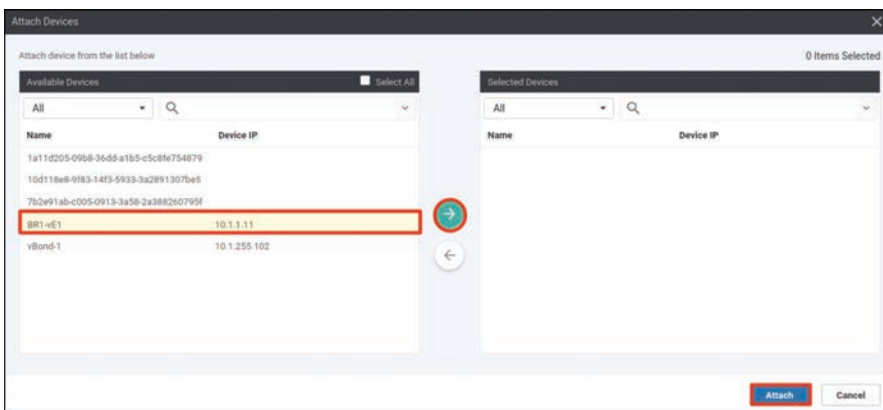 Attach Devices
Attach device from the list below
0 Items Selected
Available Devices Select All
All
Name Device IP
1a11d205-09b8-36dd-a1b5-c5c8fe754879
10d118e8-9f83-14f3-5933-3a2891307be5
7b2e91ab-c005-0913-3a58-2a388260795f
BR1-vE1 10.1.1.11
vBond-1 10.1.255.102
Selected Devices
All
Name Device IP
Attach Cancel